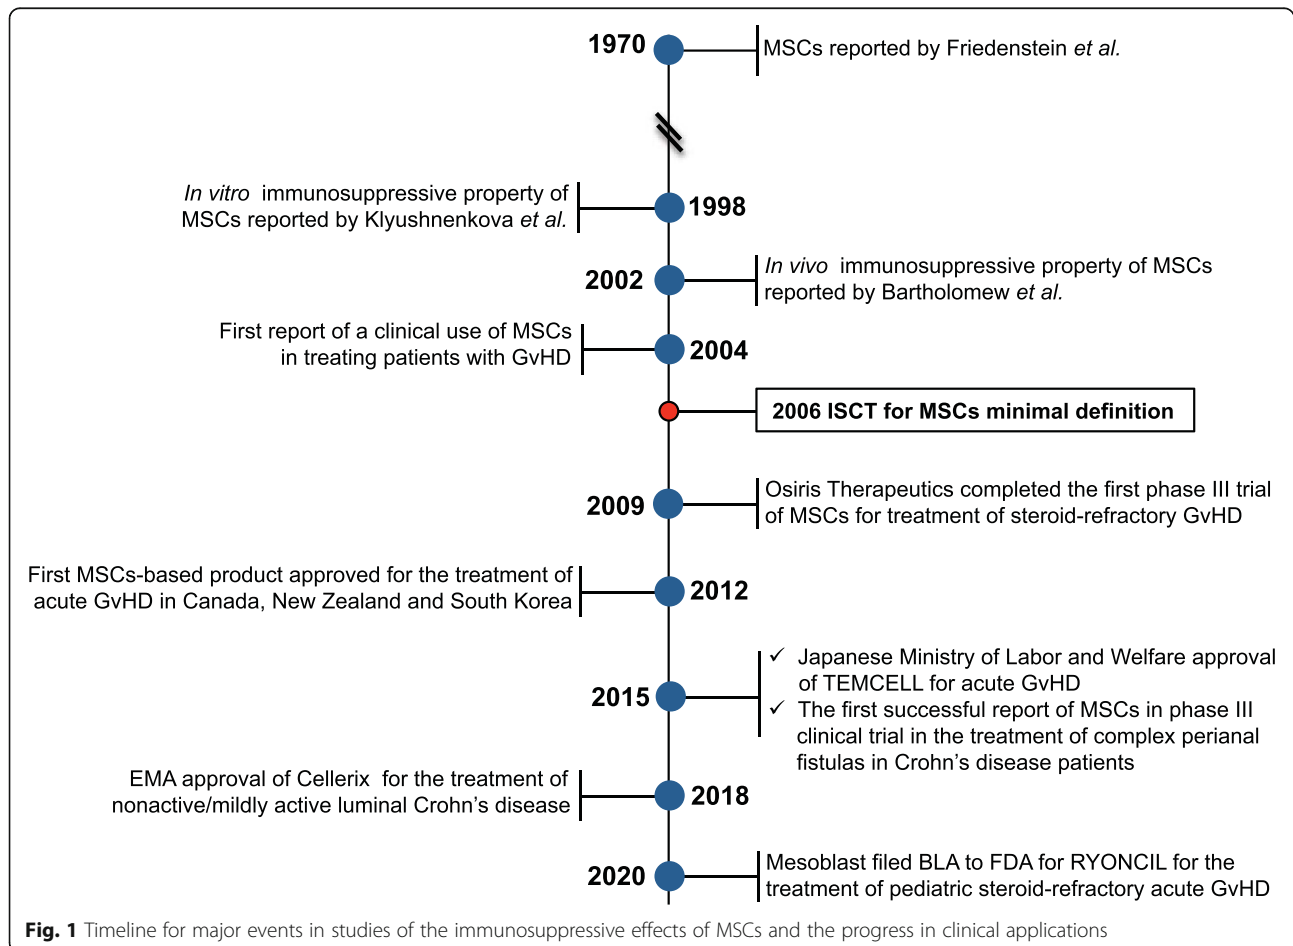 1970
MSCs reported by Friedenstein et al.
In vitro immunosuppressive property of
MSCs reported by Klyushnenkova et al.
1998
2002
In vivo immunosuppressive property of MSCs
reported by Bartholomew et al.
First report of a clinical use of MSCs
in treating patients with GvHD
2004
2006 ISCT for MSCs minimal definition
2009
Osiris Therapeutics completed the first phase III trial
of MSCs for treatment of steroid-refractory GvHD
First MSCs-based product approved for the treatment of
acute GvHD in Canada, New Zealand and South Korea
2012
2015
✓ Japanese Ministry of Labor and Welfare approval
of TEMCELL for acute GvHD
✓ The first successful report of MSCs in phase III
clinical trial in the treatment of complex perianal
fistulas in Crohn’s disease patients
EMA approval of Cellerix for the treatment of
nonactive/mildly active luminal Crohn’s disease
2018
2020
Mesoblast filed BLA to FDA for RYONCIL for the
treatment of pediatric steroid-refractory acute GvHD
Fig. 1 Timeline for major events in studies of the immunosuppressive effects of MSCs and the progress in clinical applications